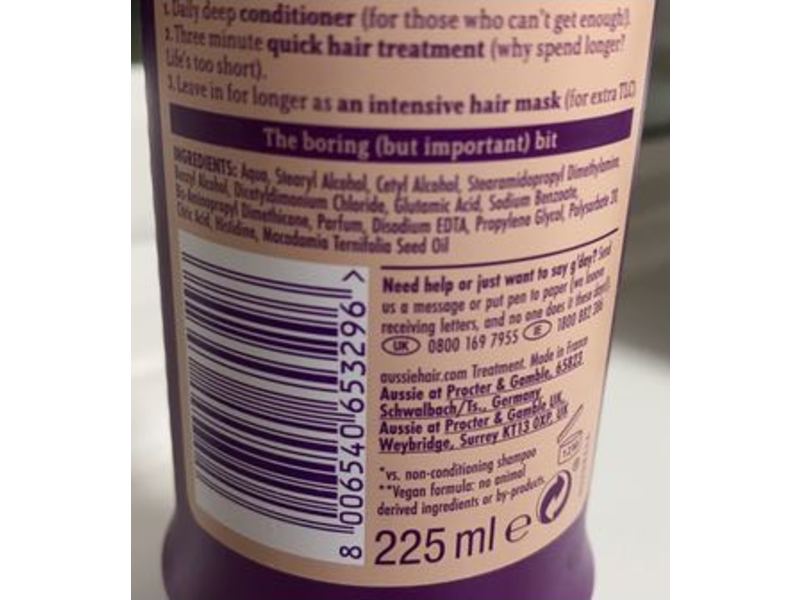 1. Daily deep conditioner (for those who can't get enough).
2. Three minute quick hair treatment (why spend longer?
Life's too short).
3. Leave in for longer as an intensive hair mask (for extra TLC)
The boring (but important) bit
INGREDIENTS: Aqua, Stearyl Alcohol, Cetyl Alcohol, Stearamidopropyl Dimethylamine,
Benzyl Alcohol, Dicetyldimonium Chloride, Glutamic Acid, Sodium Benzoate,
Bis-Aminopropyl Dimethicone, Parfum, Disodium EDTA, Propylene Glycol, Polysorbate 20
Citric Acid, Histidine, Macadamia Ternifolia Seed Oil
Need help or just want to say g'day? Send
us a message or put pen to paper (we loove
receiving letters, and no one does it these days!).
UK 0800 169 7955 IE 1800 882 386
aussiehair.com Treatment. Made in France
Aussie at Procter & Gamble, 65823
Schwalbach/Ts., Germany
Aussie at Procter & Gamble UK,
Weybridge, Surrey KT13 0XP, UK
12M
*vs. non-conditioning shampoo
**Vegan formula: no animal
derived ingredients or by-products.
225 ml e
8 006540 653296 >